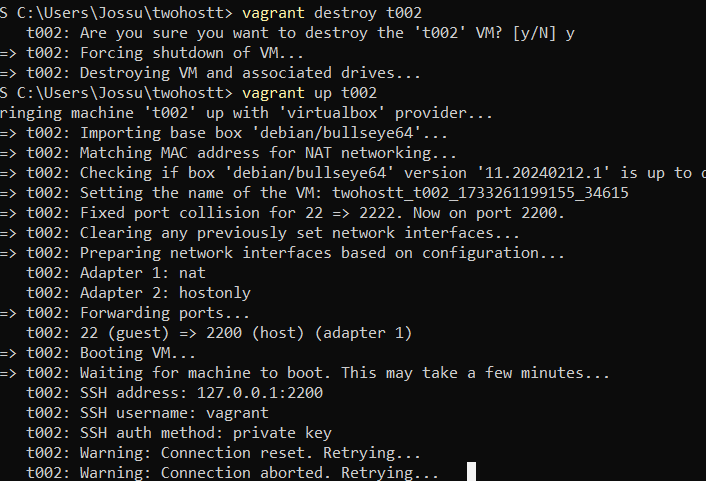 S C:\Users\Jossu\twohostt> vagrant destroy t002
t002: Are you sure you want to destroy the 't002' VM? [y/N] y
=> t002: Forcing shutdown of VM...
=> t002: Destroying VM and associated drives...
S C:\Users\Jossu\twohostt> vagrant up t002
ringing machine 't002' up with 'virtualbox' provider...
=> t002: Importing base box 'debian/bullseye64'...
=> t002: Matching MAC address for NAT networking...
=> t002: Checking if box 'debian/bullseye64' version '11.20240212.1' is up to d
=> t002: Setting the name of the VM: twohostt_t002_1733261199155_34615
=> t002: Fixed port collision for 22 => 2222. Now on port 2200.
=> t002: Clearing any previously set network interfaces...
=> t002: Preparing network interfaces based on configuration...
t002: Adapter 1: nat
t002: Adapter 2: hostonly
=> t002: Forwarding ports...
t002: 22 (guest) => 2200 (host) (adapter 1)
=> t002: Booting VM...
=> t002: Waiting for machine to boot. This may take a few minutes...
t002: SSH address: 127.0.0.1:2200
t002: SSH username: vagrant
t002: SSH auth method: private key
t002: Warning: Connection reset. Retrying...
t002: Warning: Connection aborted. Retrying...